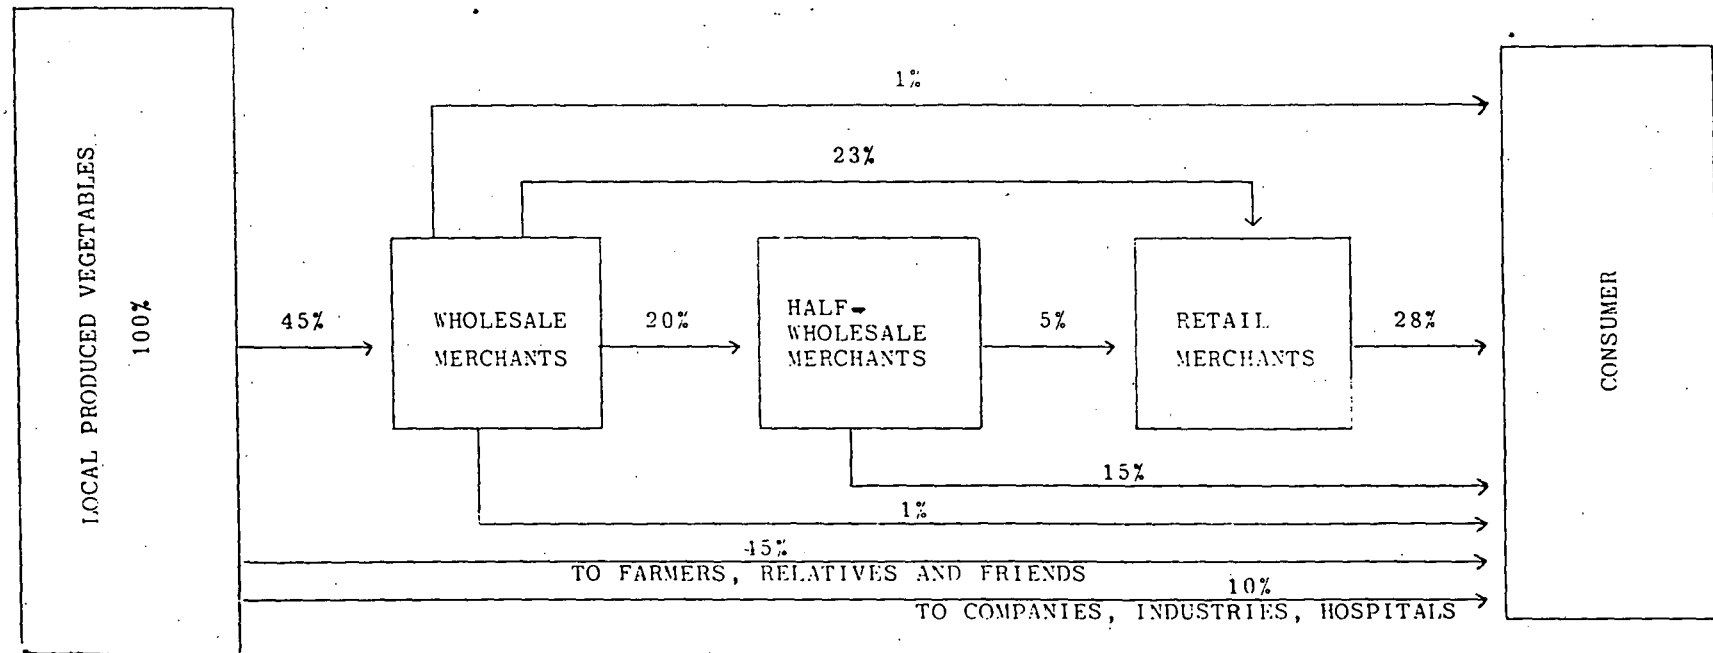 LOCAL PRODUCED VEGETABLES
100%
1%
23%
45%
WHOLESALE
MERCHANTS
20%
HALF-
WHOLESALE
MERCHANTS
5%
RETAIL
MERCHANTS
28%
CONSUMER
15%
1%
45%
TO FARMERS, RELATIVES AND FRIENDS
10%
TO COMPANIES, INDUSTRIES, HOSPITALS